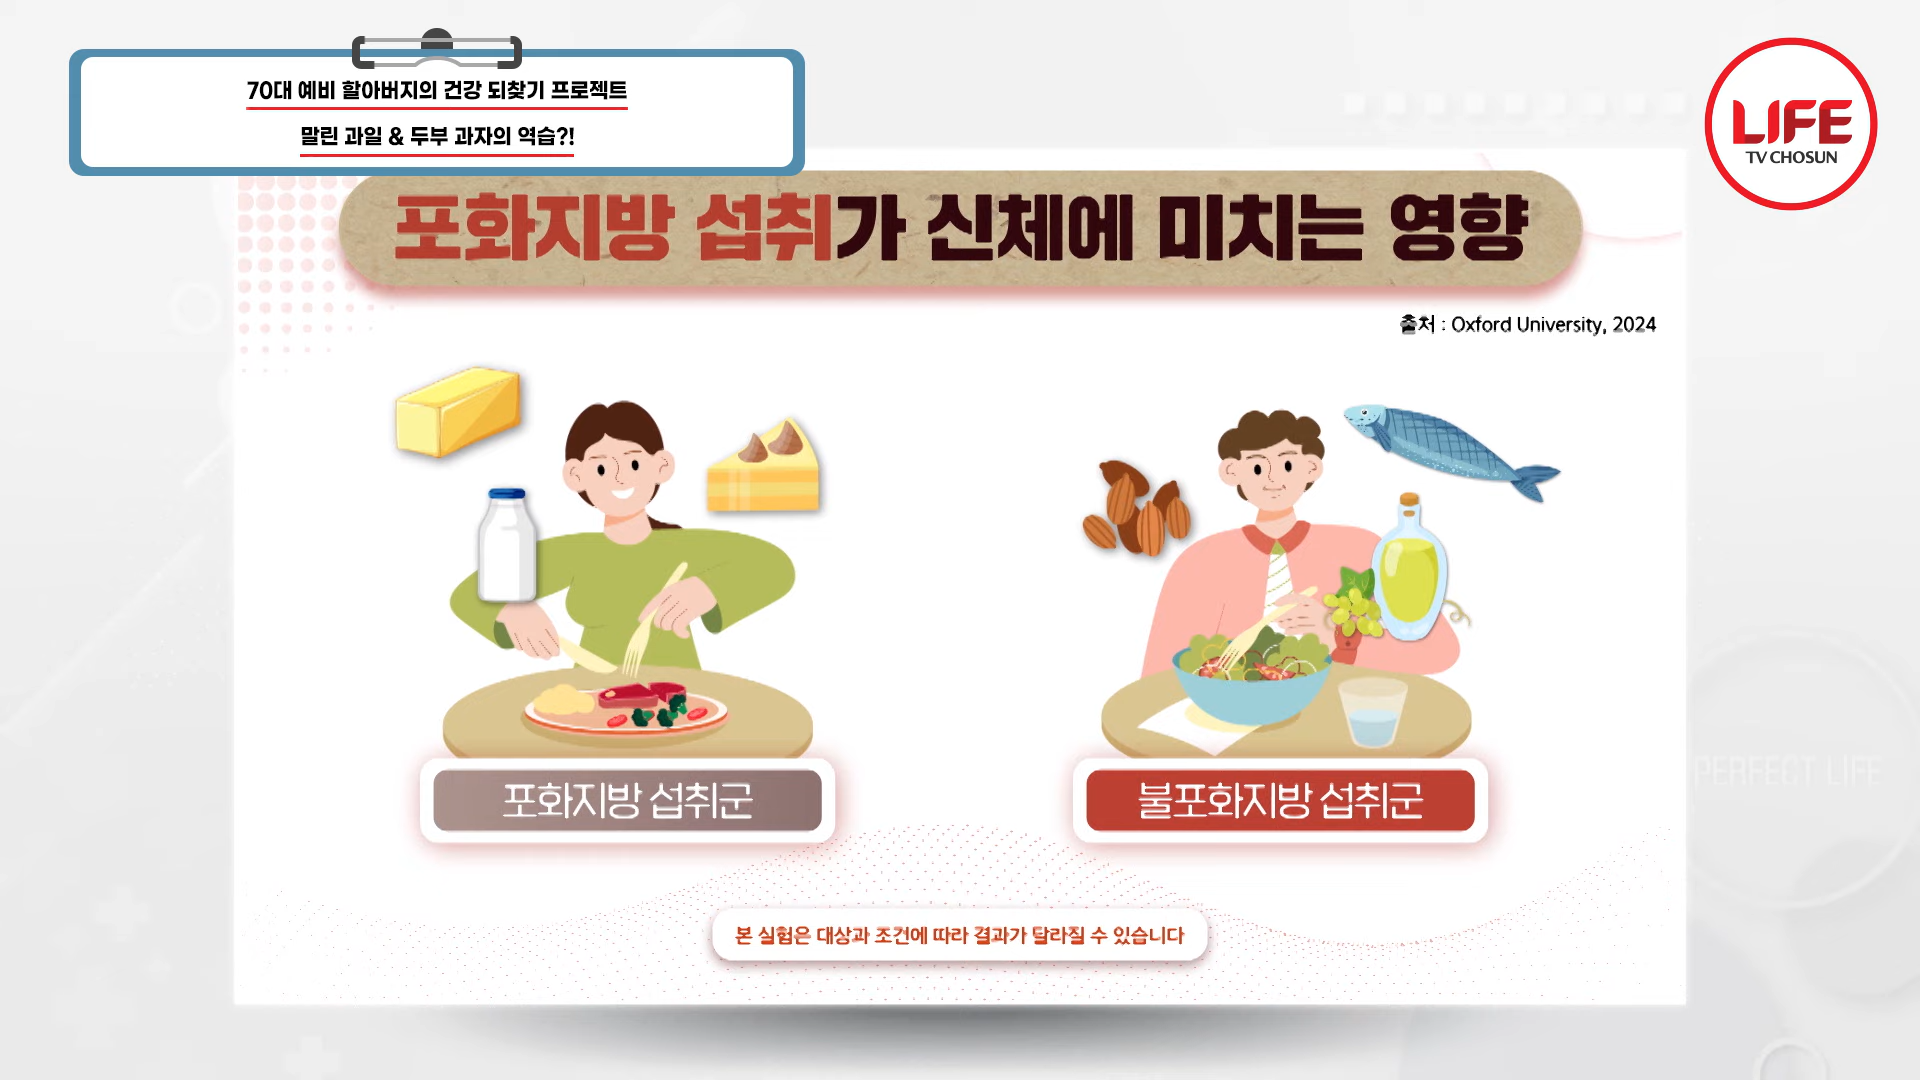 70대 예비 할아버지의 건강 되찾기 프로젝트
말린 과일 & 두부 과자의 역습?!
LIFE
TV CHOSUN
포화지방 섭취가 신체에 미치는 영향
출처 : Oxford University, 2024
포화지방 섭취군
불포화지방 섭취군
PERFECT LIFE
본 실험은 대상과 조건에 따라 결과가 달라질 수 있습니다